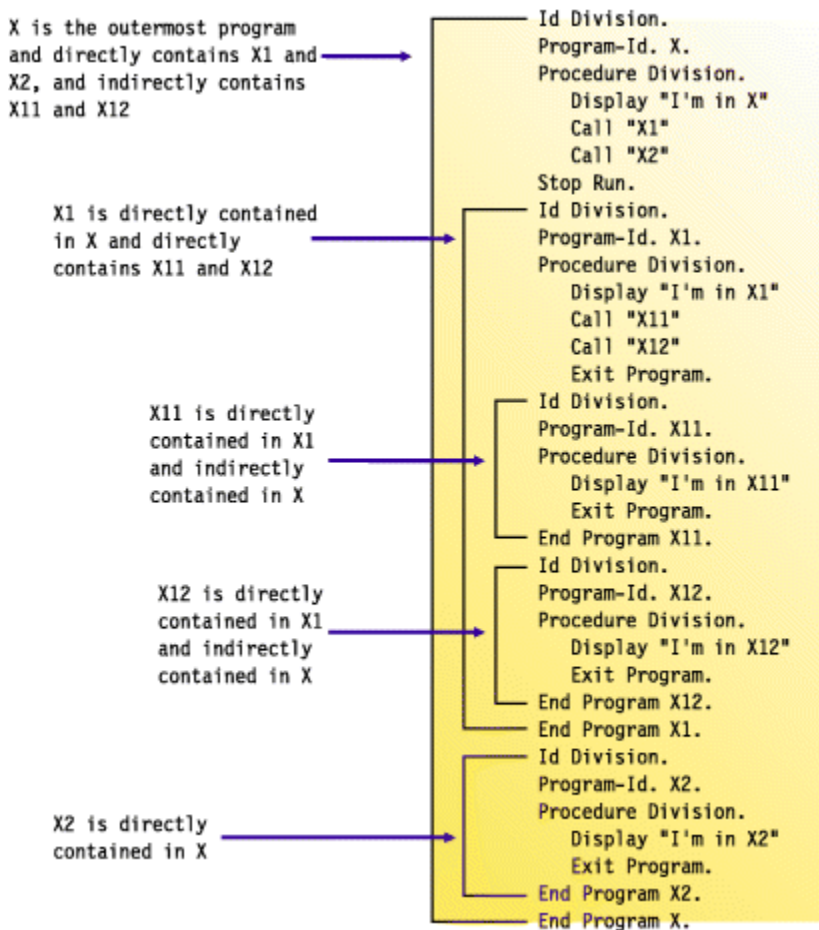 X is the outermost program
and directly contains X1 and
X2, and indirectly contains
X11 and X12
X1 is directly contained
in X and directly
contains X11 and X12
X11 is directly
contained in X1
and indirectly
contained in X
X12 is directly
contained in X1
and indirectly
contained in X
X2 is directly
contained in X
Id Division.
Program-Id. X.
Procedure Division.
Display "I'm in X"
Call "X1"
Call "X2"
Stop Run.
Id Division.
Program-Id. X1.
Procedure Division.
Display "I'm in X1"
Call "X11"
Call "X12"
Exit Program.
Id Division.
Program-Id. X11.
Procedure Division.
Display "I'm in X11"
Exit Program.
End Program X11.
Id Division.
Program-Id. X12.
Procedure Division.
Display "I'm in X12"
Exit Program.
End Program X12.
End Program X1.
Id Division.
Program-Id. X2.
Procedure Division.
Display "I'm in X2"
Exit Program.
End Program X2.
End Program X.